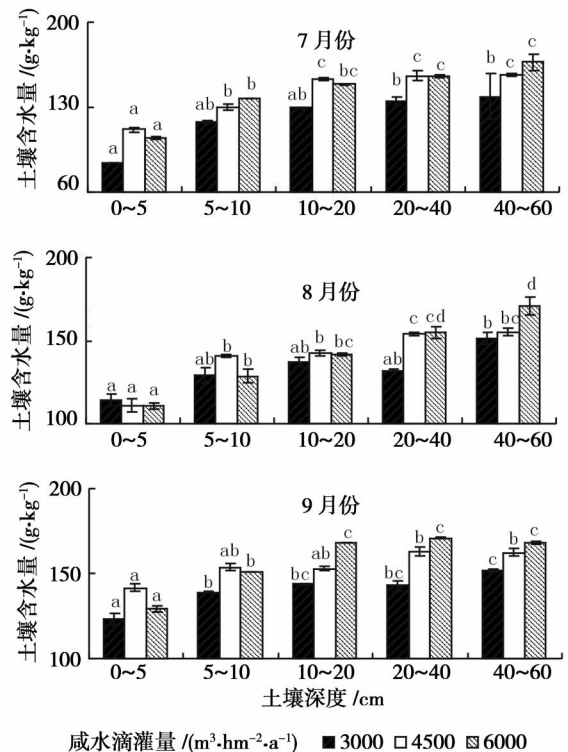 土壤含水量 /(g·kg⁻¹)
200
130
60
7 月份
a a a
ab b b
ab c bc
b c c
b c c
0~5 5~10 10~20 20~40 40~60
土壤含水量 /(g·kg⁻¹)
200
150
100
8 月份
a a a
ab b b
ab b bc
ab c cd
b bc d
0~5 5~10 10~20 20~40 40~60
土壤含水量 /(g·kg⁻¹)
200
150
100
9 月份
a a a
b ab b
bc ab c
bc b c
c b c
0~5 5~10 10~20 20~40 40~60
土壤深度 /cm
咸水滴灌量 /(m³·hm⁻²·a⁻¹) 3000 4500 6000